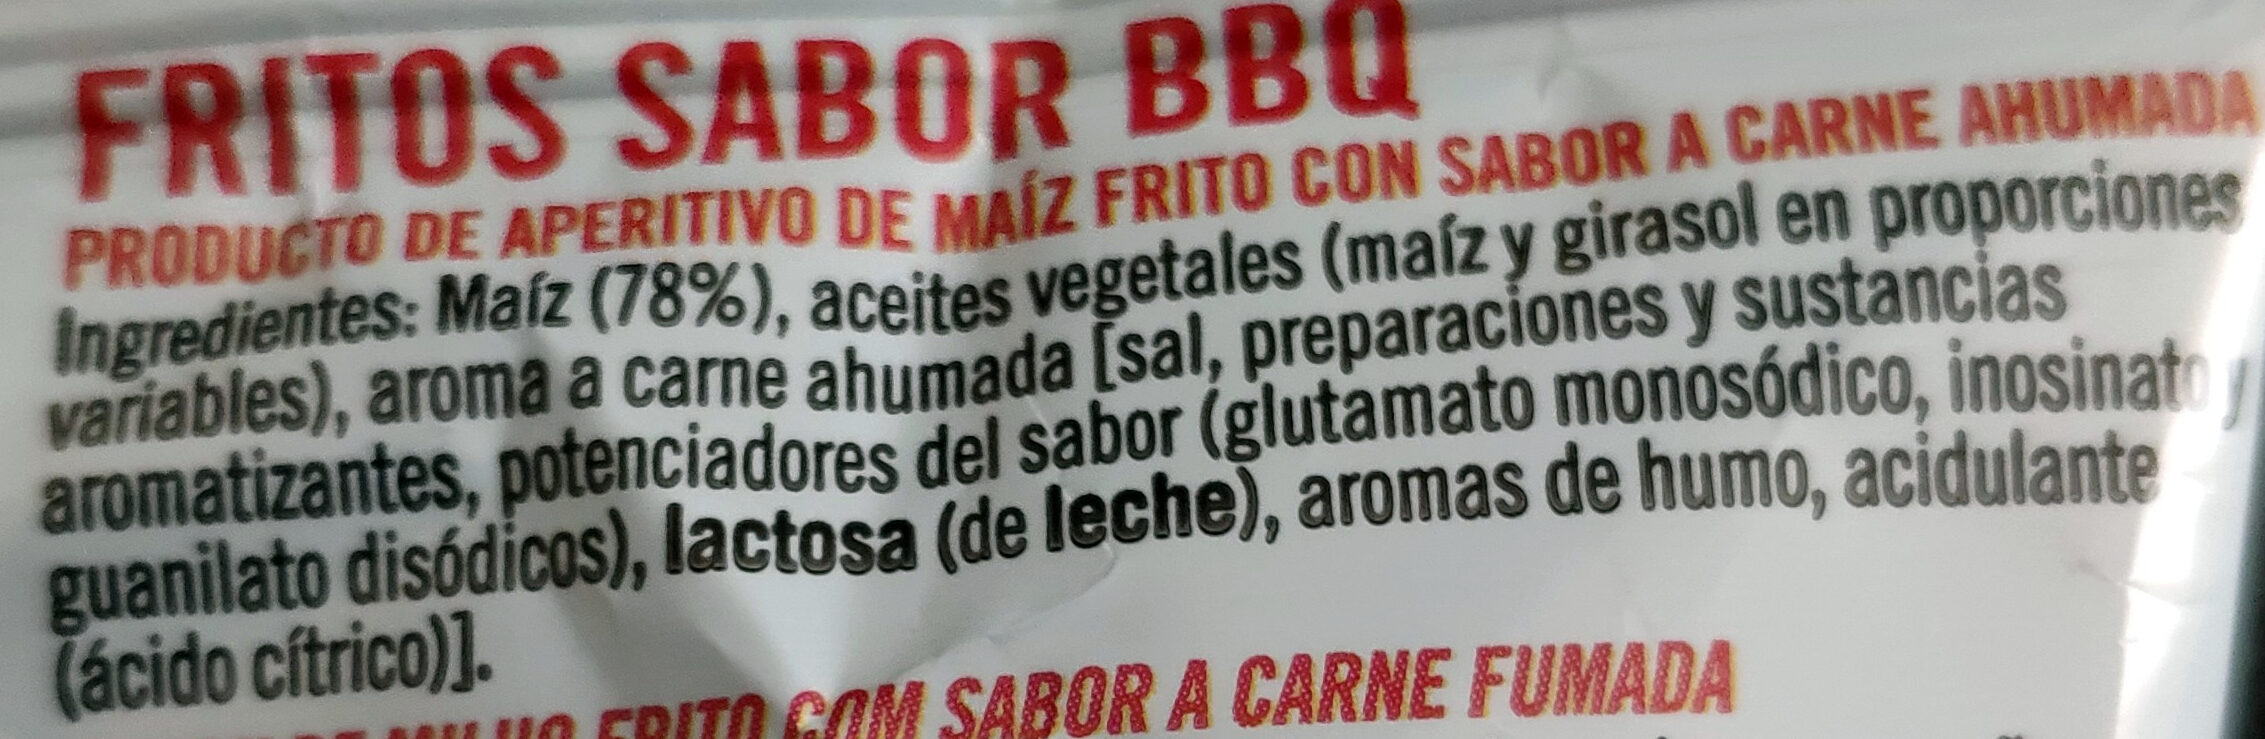 FRITOS SABOR BBQ
PRODUCTO DE APERITIVO DE MAÍZ FRITO CON SABOR A CARNE AHUMADA
Ingredientes: Maíz (78%), aceites vegetales (maíz y girasol en proporciones
variables), aroma a carne ahumada [sal, preparaciones y sustancias
aromatizantes, potenciadores del sabor (glutamato monosódico, inosinato y
guanilato disódicos), lactosa (de leche), aromas de humo, acidulante
(ácido cítrico)].
FRITO COM SABOR A CARNE FUMADA